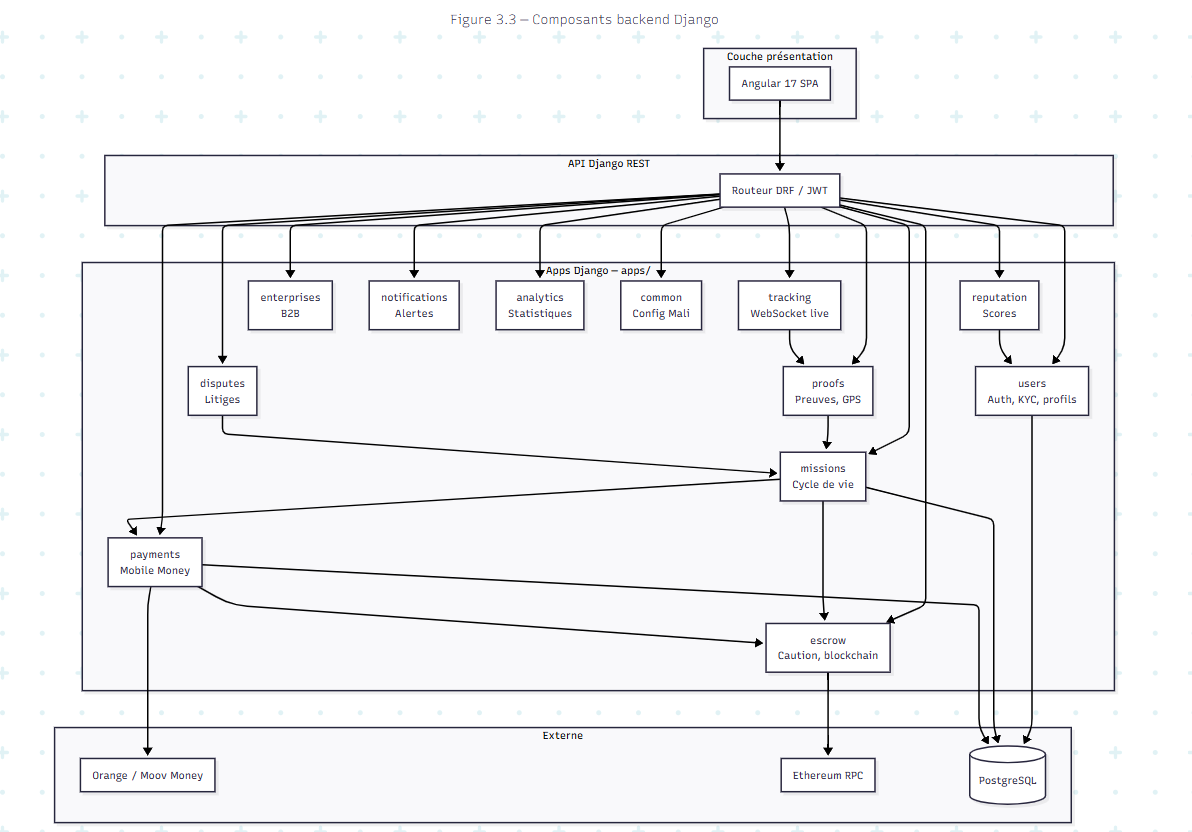 Figure 3.3 – Composants backend Django
Couche présentation
Angular 17 SPA
API Django REST
Routeur DRF / JWT
Apps Django – apps/
enterprises
B2B
notifications
Alertes
analytics
Statistiques
common
Config Mali
tracking
WebSocket live
reputation
Scores
disputes
Litiges
proofs
Preuves, GPS
users
Auth, KYC, profils
missions
Cycle de vie
payments
Mobile Money
escrow
Caution, blockchain
Externe
Orange / Moov Money
Ethereum RPC
PostgreSQL